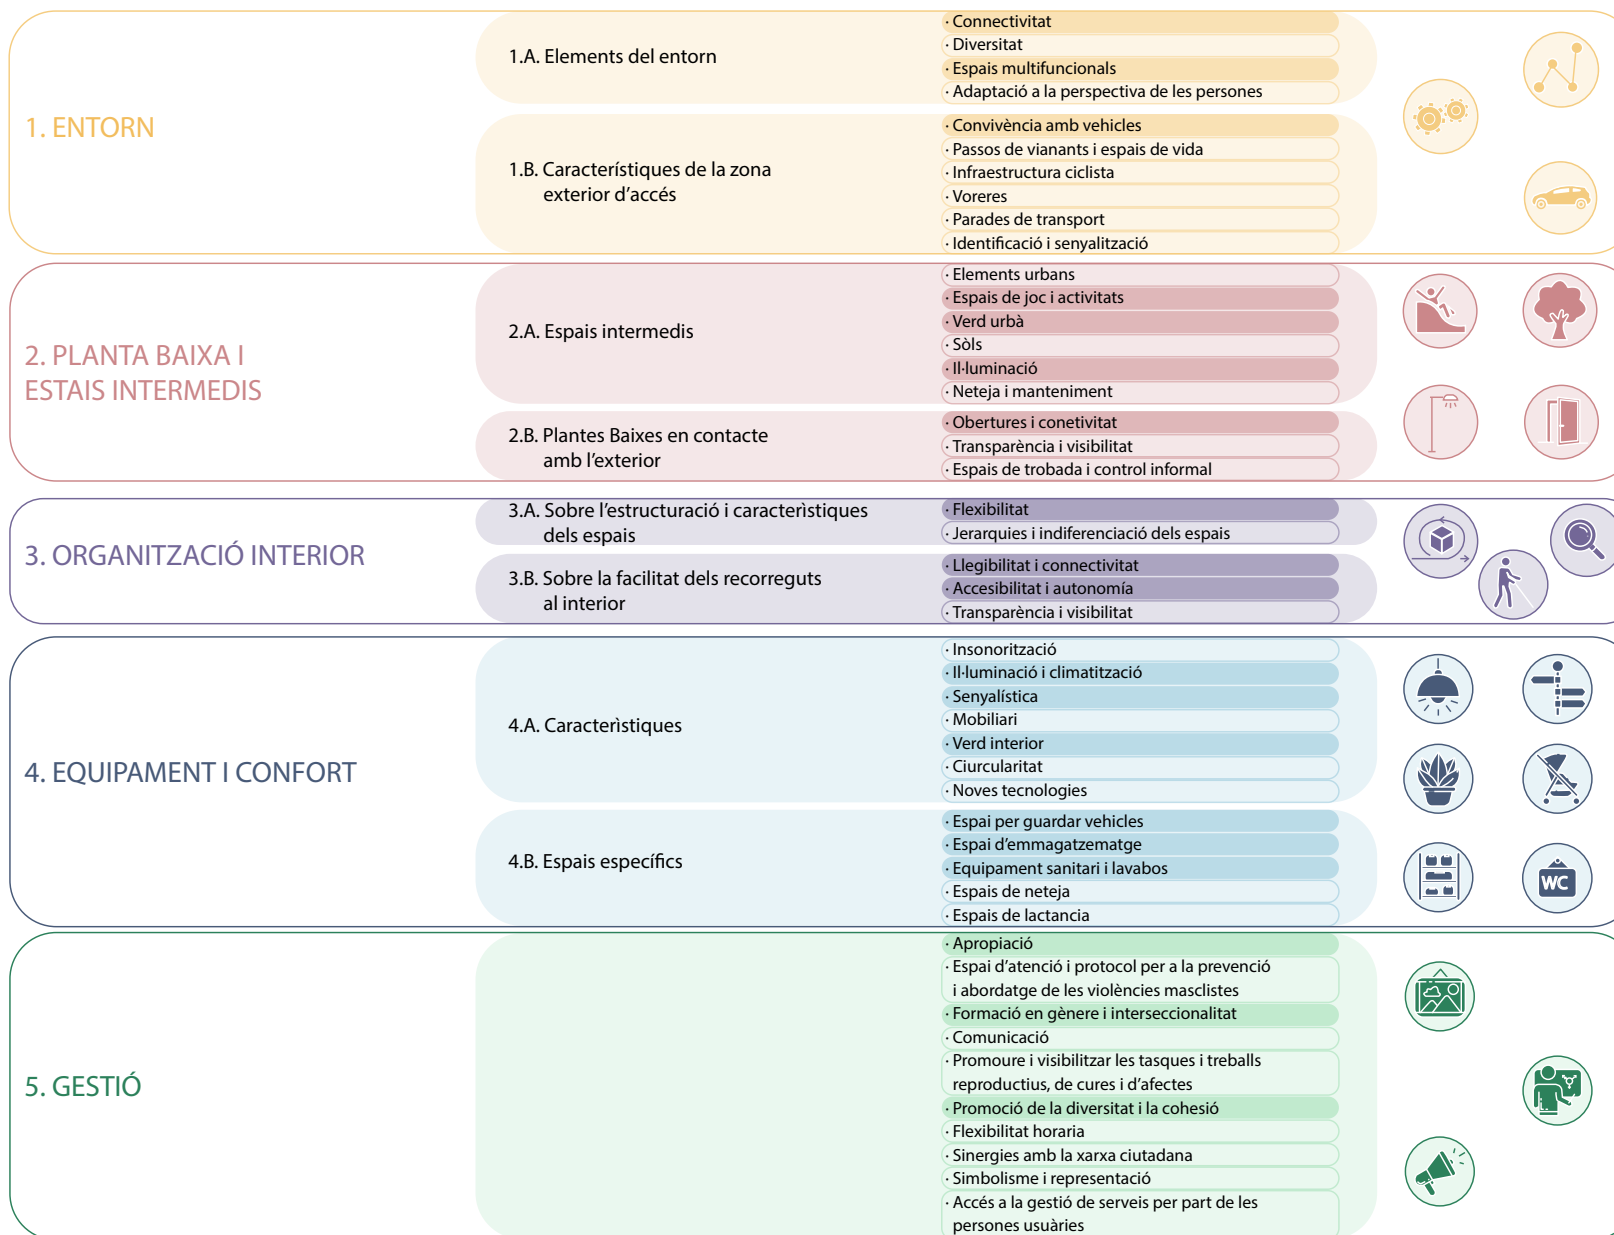 1. ENTORN
1.A. Elements del entorn
· Connectivitat
· Diversitat
· Espais multifuncionals
· Adaptació a la perspectiva de les persones
1.B. Característiques de la zona
exterior d'accés
· Convivència amb vehicles
· Passos de vianants i espais de vida
· Infraestructura ciclista
· Voreres
· Parades de transport
· Identificació i senyalització
2. PLANTA BAIXA I
ESTAIS INTERMEDIS
2.A. Espais intermedis
· Elements urbans
· Espais de joc i activitats
· Verd urbà
· Sòls
· Il·luminació
· Neteja i manteniment
2.B. Plantes Baixes en contacte
amb l'exterior
· Obertures i conetivitat
· Transparència i visibilitat
· Espais de trobada i control informal
3. ORGANITZACIÓ INTERIOR
3.A. Sobre l'estructuració i caracterìstiques
dels espais
· Flexibilitat
· Jerarquies i indiferenciació dels espais
3.B. Sobre la facilitat dels recorreguts
al interior
· Llegibilitat i connectivitat
· Accesibilitat i autonomía
· Transparència i visibilitat
4. EQUIPAMENT I CONFORT
4.A. Caracterìstiques
· Insonorització
· Il·luminació i climatització
· Senyalística
· Mobiliari
· Verd interior
· Ciurcularitat
· Noves tecnologies
4.B. Espais específics
· Espai per guardar vehicles
· Espai d'emmagatzematge
· Equipament sanitari i lavabos
· Espais de neteja
· Espais de lactancia
WC
5. GESTIÓ
· Apropiació
· Espai d'atenció i protocol per a la prevenció
i abordatge de les violències masclistes
· Formació en gènere i interseccionalitat
· Comunicació
· Promoure i visibilitzar les tasques i treballs
reproductius, de cures i d'afectes
· Promoció de la diversitat i la cohesió
· Flexibilitat horaria
· Sinergies amb la xarxa ciutadana
· Simbolisme i representació
· Accés a la gestió de serveis per part de les
persones usuàries